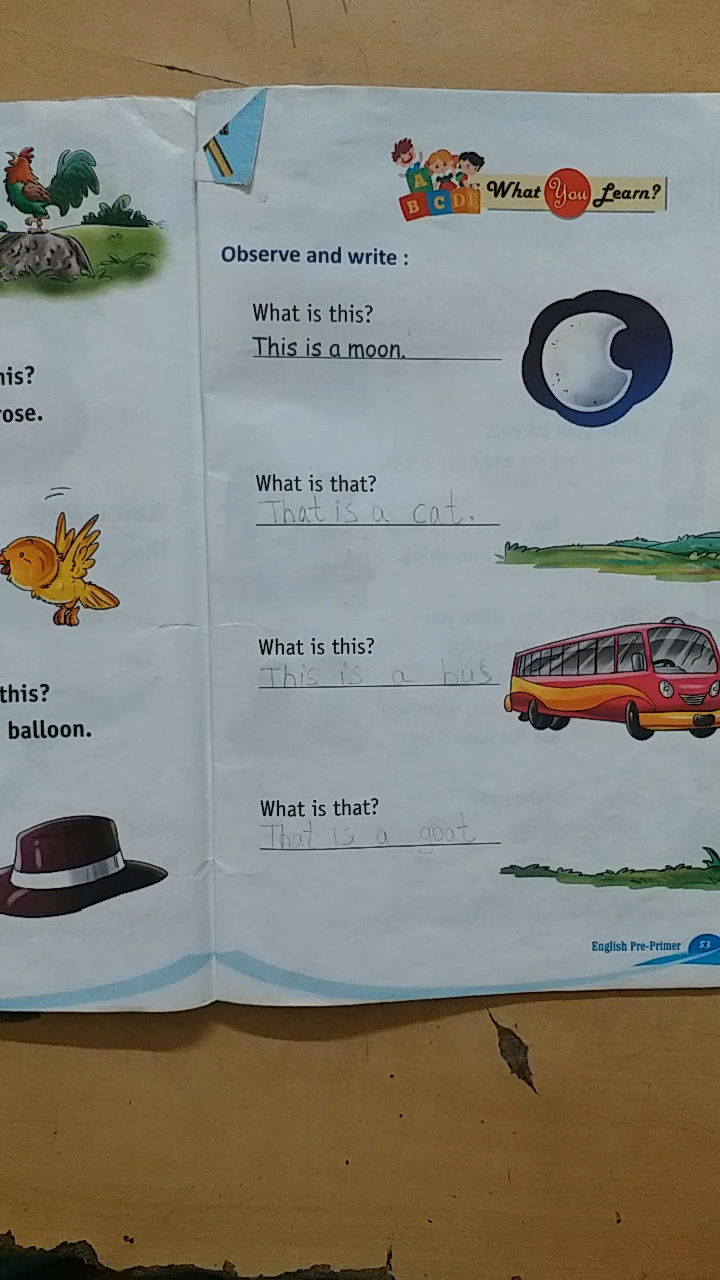 his?
rose.
this?
balloon.
A
B C D E
What You Learn?
Observe and write :
What is this?
This is a moon.
What is that?
That is a cat.
What is this?
This is a bus
What is that?
That is a goat
English Pre-Primer 53